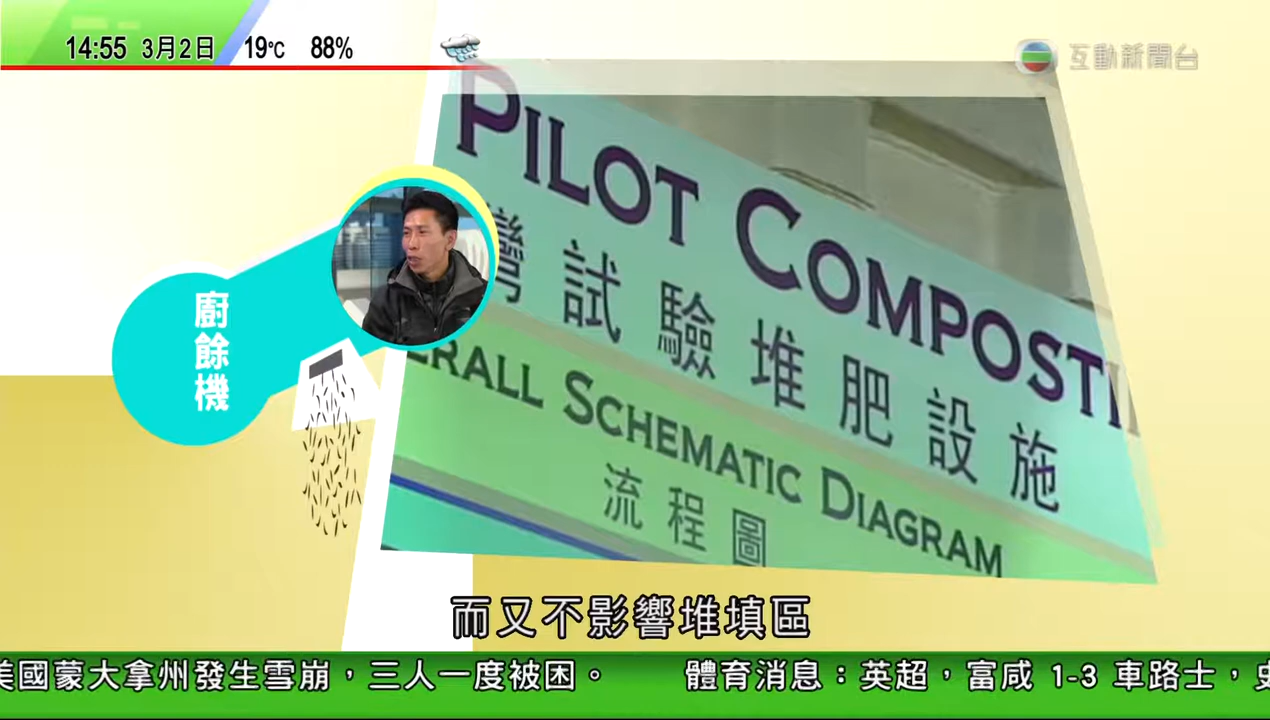 14:55 3月2日 19℃ 88%
互動新聞台
PILOT COMPOSTI
灣試驗堆肥設施
ERALL SCHEMATIC DIAGRAM
流程圖
廚餘機
而又不影響堆填區
美國蒙大拿州發生雪崩，三人一度被困。 體育消息：英超，富咸 1-3 車路士，史